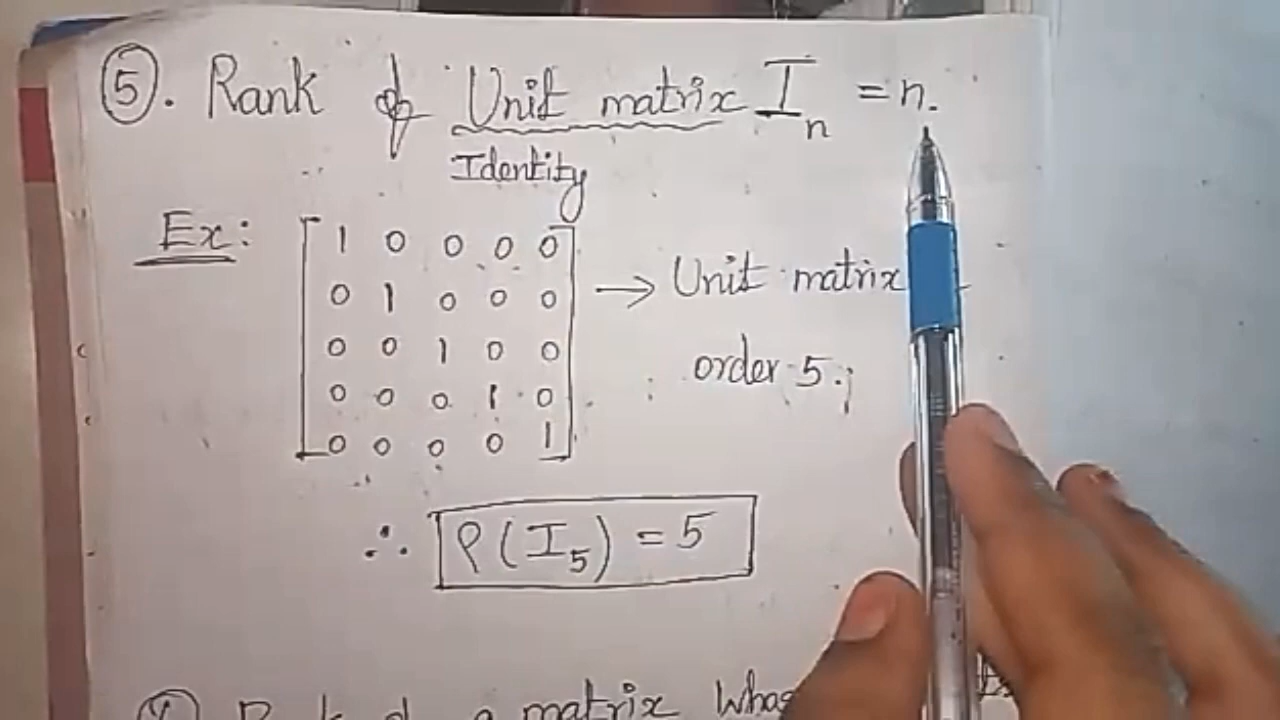 ⑤. Rank of Unit matrix Iₙ = n.
Identity
Ex:
1 0 0 0 0
0 1 0 0 0 → Unit matrix
0 0 1 0 0
order 5.;
0 0 0 1 0
0 0 0 0 1
∴ ρ(I₅) = 5
a matrix